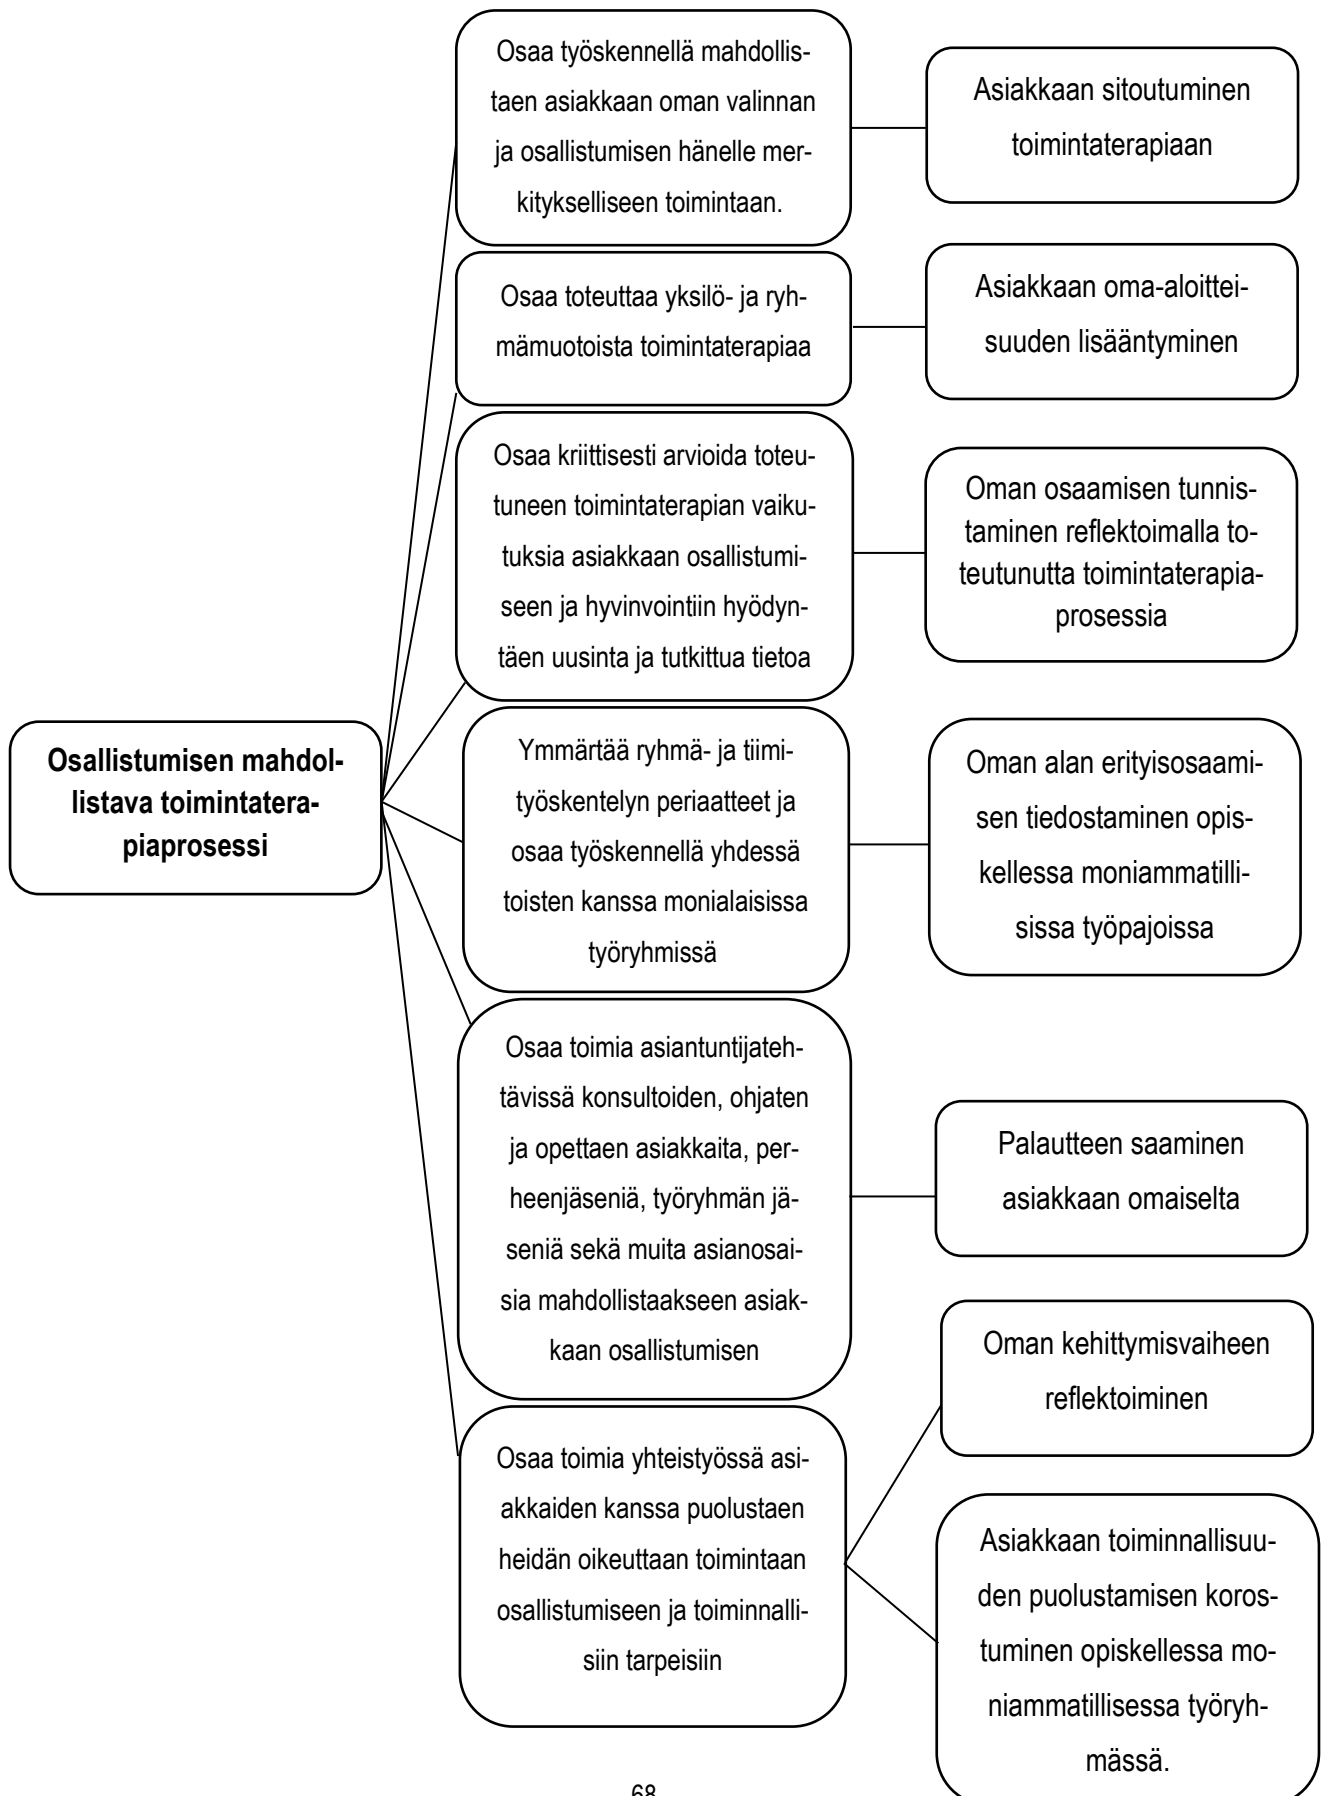 Osaa työskennellä mahdollis-
taen asiakkaan oman valinnan
ja osallistumisen hänelle mer-
kitykselliseen toimintaan.
Asiakkaan sitoutuminen
toimintaterapiaan
Osaa toteuttaa yksilö- ja ryh-
mämuotoista toimintaterapiaa
Asiakkaan oma-aloittei-
suuden lisääntyminen
Osaa kriittisesti arvioida toteu-
tuneen toimintaterapian vaiku-
tuksia asiakkaan osallistumi-
seen ja hyvinvointiin hyödyn-
täen uusinta ja tutkittua tietoa
Oman osaamisen tunnis-
taminen reflektoimalla to-
teutunutta toimintaterapia-
prosessia
Osallistumisen mahdol-
listava toimintatera-
piaprosessi
Ymmärtää ryhmä- ja tiimi-
työskentelyn periaatteet ja
osaa työskennellä yhdessä
toisten kanssa monialaisissa
työryhmissä
Oman alan erityisosaami-
sen tiedostaminen opis-
kellessa moniammatilli-
sissa työpajoissa
Osaa toimia asiantuntijateh-
tävissä konsultoiden, ohjaten
ja opettaen asiakkaita, per-
heenjäseniä, työryhmän jä-
seniä sekä muita asianosai-
sia mahdollistaakseen asiak-
kaan osallistumisen
Palautteen saaminen
asiakkaan omaiselta
Osaa toimia yhteistyössä asi-
akkaiden kanssa puolustaen
heidän oikeuttaan toimintaan
osallistumiseen ja toiminnalli-
siin tarpeisiin
Oman kehittymisvaiheen
reflektoiminen
Asiakkaan toiminnallisuu-
den puolustamisen koros-
tuminen opiskellessa mo-
niammatillisessa työryh-
mässä.
68